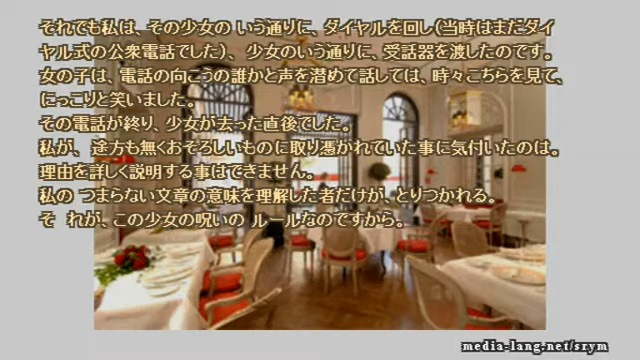 それでも私は、その少女の いう通りに、ダイヤルを回し(当時はまだダイ
ヤル式の公衆電話でした)、 少女のいう通りに、受話器を渡したのです。
女の子は、電話の向こうの誰かと声を潜めて話しては、時々こちらを見て、
にっこりと笑いました。
その電話が終り、少女が去った直後でした。
私が、 途方も無くおそろしいものに取り憑かれていた事に気付いたのは。
理由を詳しく説明する事はできません。
私の つまらない文章の意味を理解した者だけが、とりつかれる。
そ れが、この少女の呪いの ルールなのですから。
media-lang.net/srym